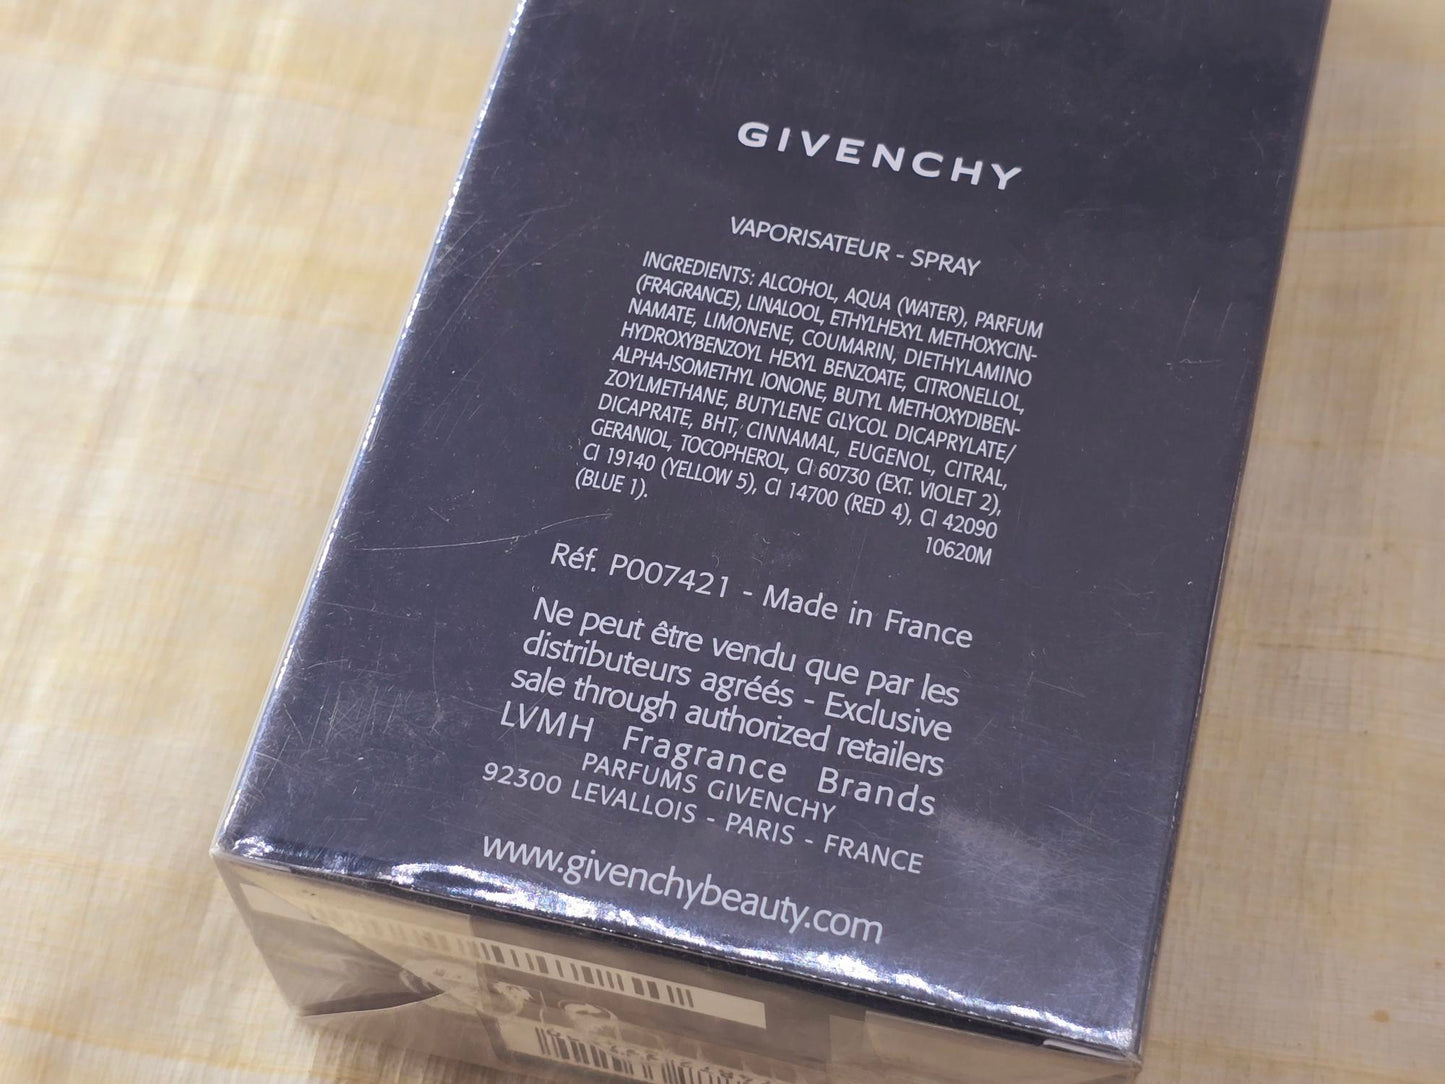 GIVENCHY
VAPORISATEUR - SPRAY
INGREDIENTS: ALCOHOL, AQUA (WATER), PARFUM
(FRAGRANCE), LINALOOL, ETHYLHEXYL METHOXYCIN-
NAMATE, LIMONENE, COUMARIN, DIETHYLAMINO
HYDROXYBENZOYL HEXYL BENZOATE, CITRONELLOL,
ALPHA-ISOMETHYL IONONE, BUTYL METHOXYDIBEN-
ZOYLMETHANE, BUTYLENE GLYCOL DICAPRYLATE/
DICAPRATE, BHT, CINNAMAL, EUGENOL, CITRAL,
GERANIOL, TOCOPHEROL, CI 60730 (EXT. VIOLET 2),
CI 19140 (YELLOW 5), CI 14700 (RED 4), CI 42090
(BLUE 1).
10620M
Réf. P007421 - Made in France
Ne peut être vendu que par les
distributeurs agréés - Exclusive
sale through authorized retailers
LVMH Fragrance Brands
PARFUMS GIVENCHY
92300 LEVALLOIS - PARIS - FRANCE
www.givenchybeauty.com